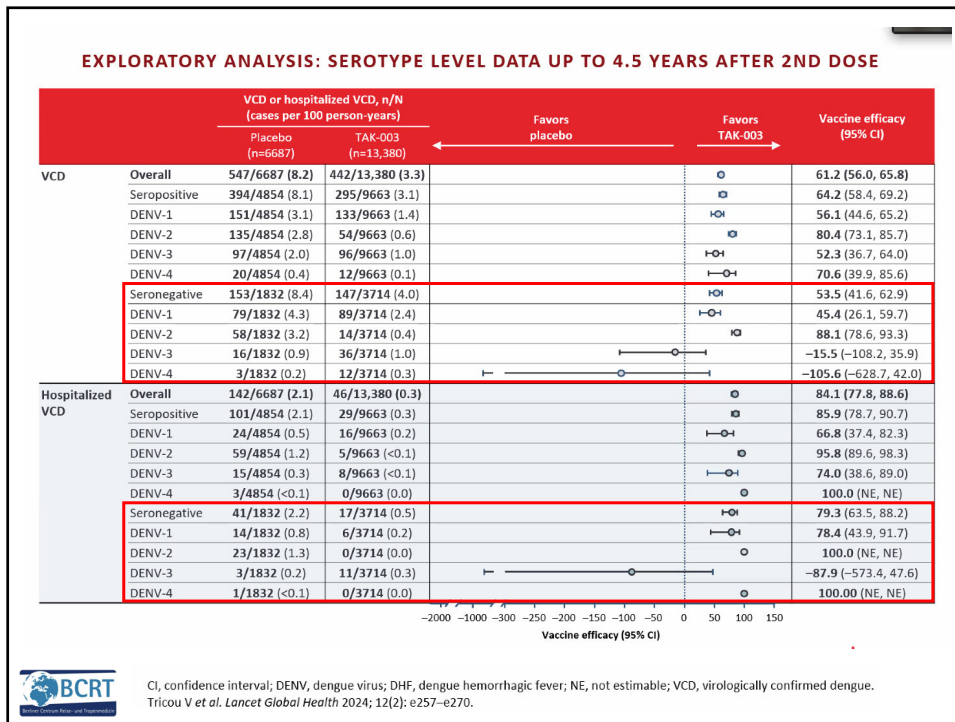 EXPLORATORY ANALYSIS: SEROTYPE LEVEL DATA UP TO 4.5 YEARS AFTER 2ND DOSE
VCD or hospitalized VCD, n/N
(cases per 100 person-years)
Placebo
(n=6687)
TAK-003
(n=13,380)
Favors
placebo
Favors
TAK-003
Vaccine efficacy
(95% CI)
VCD Overall 547/6687 (8.2) 442/13,380 (3.3) 61.2 (56.0, 65.8)
Seropositive 394/4854 (8.1) 295/9663 (3.1) 64.2 (58.4, 69.2)
DENV-1 151/4854 (3.1) 133/9663 (1.4) 56.1 (44.6, 65.2)
DENV-2 135/4854 (2.8) 54/9663 (0.6) 80.4 (73.1, 85.7)
DENV-3 97/4854 (2.0) 96/9663 (1.0) 52.3 (36.7, 64.0)
DENV-4 20/4854 (0.4) 12/9663 (0.1) 70.6 (39.9, 85.6)
Seronegative 153/1832 (8.4) 147/3714 (4.0) 53.5 (41.6, 62.9)
DENV-1 79/1832 (4.3) 89/3714 (2.4) 45.4 (26.1, 59.7)
DENV-2 58/1832 (3.2) 14/3714 (0.4) 88.1 (78.6, 93.3)
DENV-3 16/1832 (0.9) 36/3714 (1.0) −15.5 (−108.2, 35.9)
DENV-4 3/1832 (0.2) 12/3714 (0.3) −105.6 (−628.7, 42.0)
Hospitalized
VCD
Overall 142/6687 (2.1) 46/13,380 (0.3) 84.1 (77.8, 88.6)
Seropositive 101/4854 (2.1) 29/9663 (0.3) 85.9 (78.7, 90.7)
DENV-1 24/4854 (0.5) 16/9663 (0.2) 66.8 (37.4, 82.3)
DENV-2 59/4854 (1.2) 5/9663 (<0.1) 95.8 (89.6, 98.3)
DENV-3 15/4854 (0.3) 8/9663 (<0.1) 74.0 (38.6, 89.0)
DENV-4 3/4854 (<0.1) 0/9663 (0.0) 100.0 (NE, NE)
Seronegative 41/1832 (2.2) 17/3714 (0.5) 79.3 (63.5, 88.2)
DENV-1 14/1832 (0.8) 6/3714 (0.2) 78.4 (43.9, 91.7)
DENV-2 23/1832 (1.3) 0/3714 (0.0) 100.0 (NE, NE)
DENV-3 3/1832 (0.2) 11/3714 (0.3) −87.9 (−573.4, 47.6)
DENV-4 1/1832 (<0.1) 0/3714 (0.0) 100.00 (NE, NE)
−2000 −1000 −300 −250 −200 −150 −100 −50 0 50 100 150
Vaccine efficacy (95% CI)
BCRT
Berliner Centrum Reise- und Tropenmedizin
CI, confidence interval; DENV, dengue virus; DHF, dengue hemorrhagic fever; NE, not estimable; VCD, virologically confirmed dengue.
Tricou V et al. Lancet Global Health 2024; 12(2): e257–e270.